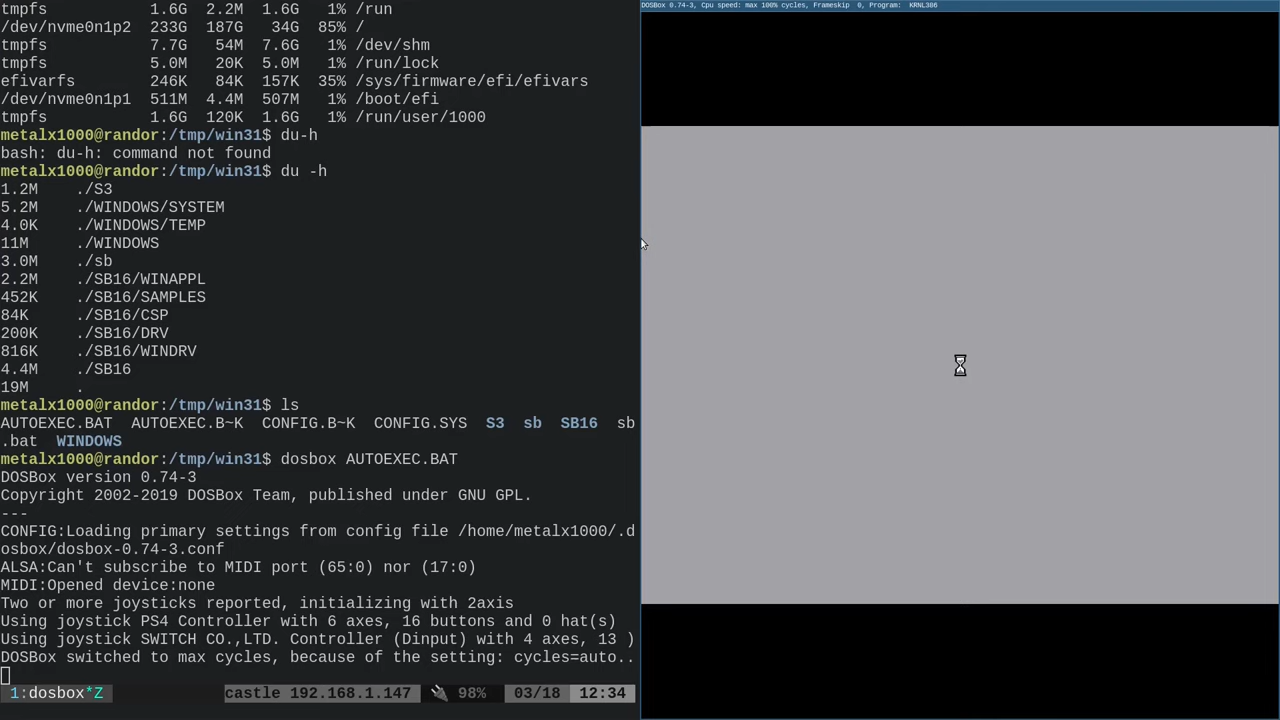 tmpfs           1.6G  2.2M  1.6G   1% /run
/dev/nvme0n1p2  233G  187G   34G  85% /
tmpfs           7.7G   54M  7.6G   1% /dev/shm
tmpfs           5.0M   20K  5.0M   1% /run/lock
efivarfs        246K   84K  157K  35% /sys/firmware/efi/efivars
/dev/nvme0n1p1  511M  4.4M  507M   1% /boot/efi
tmpfs           1.6G  120K  1.6G   1% /run/user/1000
metalx1000@randor:/tmp/win31$ du-h
bash: du-h: command not found
metalx1000@randor:/tmp/win31$ du -h
1.2M    ./S3
5.2M    ./WINDOWS/SYSTEM
4.0K    ./WINDOWS/TEMP
11M     ./WINDOWS
3.0M    ./sb
2.2M    ./SB16/WINAPPL
452K    ./SB16/SAMPLES
84K     ./SB16/CSP
200K    ./SB16/DRV
816K    ./SB16/WINDRV
4.4M    ./SB16
19M     .
metalx1000@randor:/tmp/win31$ ls
AUTOEXEC.BAT  AUTOEXEC.B~K  CONFIG.B~K  CONFIG.SYS  S3  sb  SB16  sb
.bat  WINDOWS
metalx1000@randor:/tmp/win31$ dosbox AUTOEXEC.BAT
DOSBox version 0.74-3
Copyright 2002-2019 DOSBox Team, published under GNU GPL.
---
CONFIG:Loading primary settings from config file /home/metalx1000/.d
osbox/dosbox-0.74-3.conf
ALSA:Can't subscribe to MIDI port (65:0) nor (17:0)
MIDI:Opened device:none
Two or more joysticks reported, initializing with 2axis
Using joystick PS4 Controller with 6 axes, 16 buttons and 0 hat(s)
Using joystick SWITCH CO.,LTD. Controller (Dinput) with 4 axes, 13 )
DOSBox switched to max cycles, because of the setting: cycles=auto..
1:dosbox*Z castle 192.168.1.147 98% 03/18 12:34
DOSBox 0.74-3, Cpu speed: max 100% cycles, Frameskip  0, Program:  KRNL386